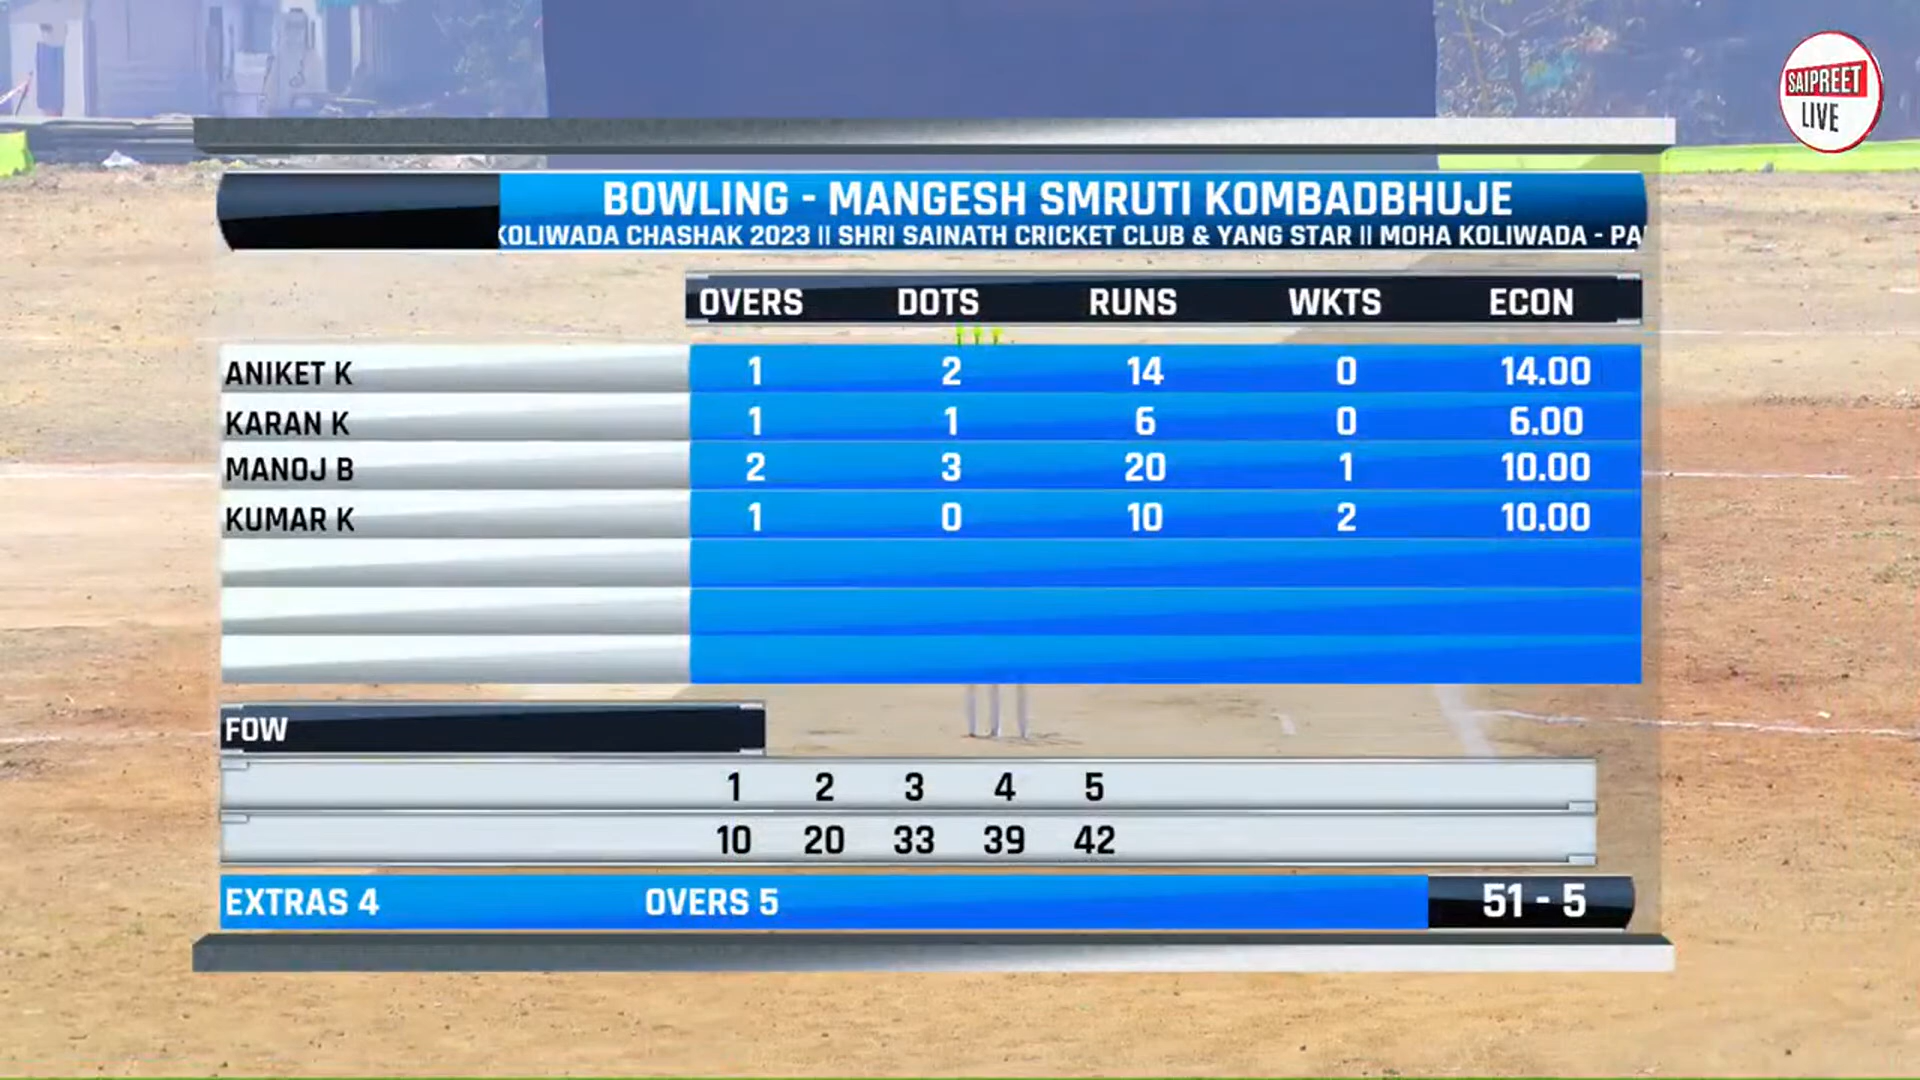 SAIPREET
LIVE
BOWLING - MANGESH SMRUTI KOMBADBHUJE
KOLIWADA CHASHAK 2023 || SHRI SAINATH CRICKET CLUB & YANG STAR || MOHA KOLIWADA - PA
OVERS DOTS RUNS WKTS ECON
ANIKET K 1 2 14 0 14.00
KARAN K 1 1 6 0 6.00
MANOJ B 2 3 20 1 10.00
KUMAR K 1 0 10 2 10.00
FOW
1 2 3 4 5
10 20 33 39 42
EXTRAS 4 OVERS 5 51 - 5